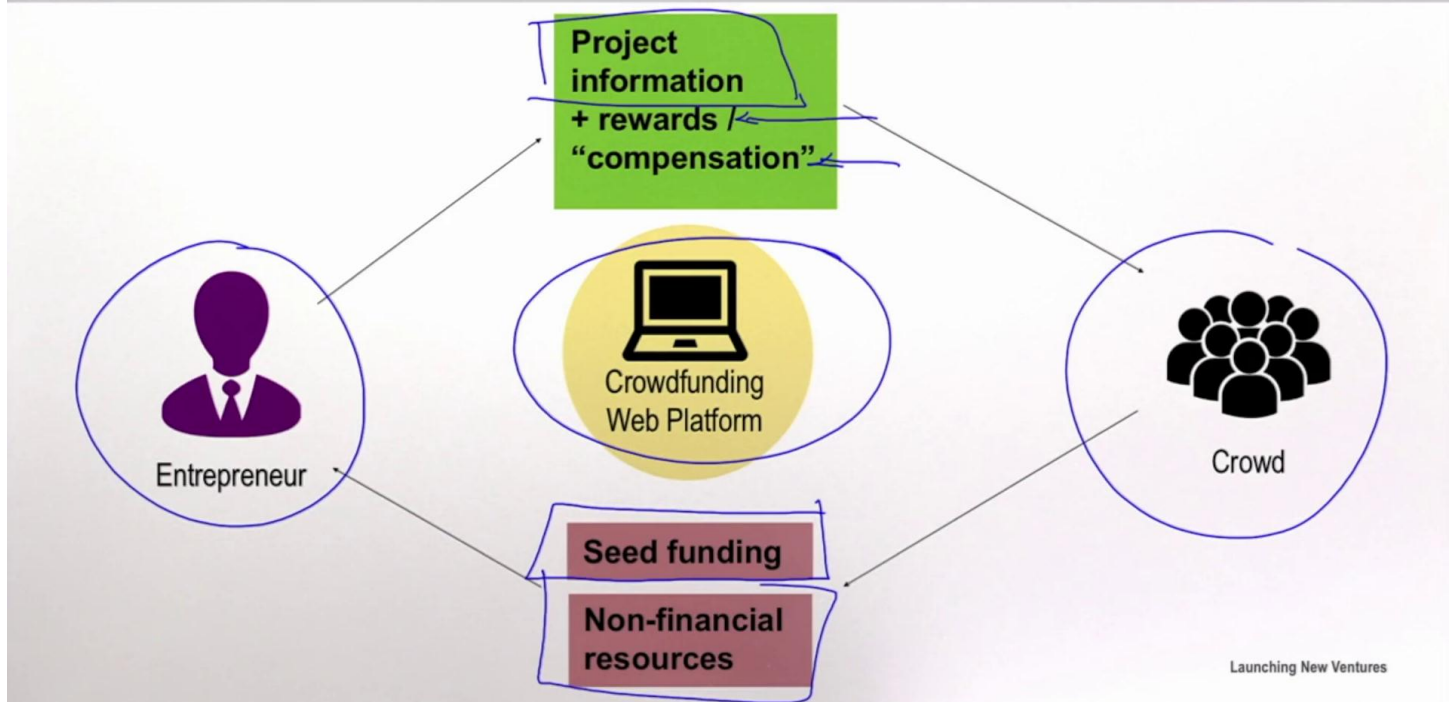 Project
information
+ rewards /
“compensation”
Crowdfunding
Web Platform
Entrepreneur
Crowd
Seed funding
Non-financial
resources
Launching New Ventures